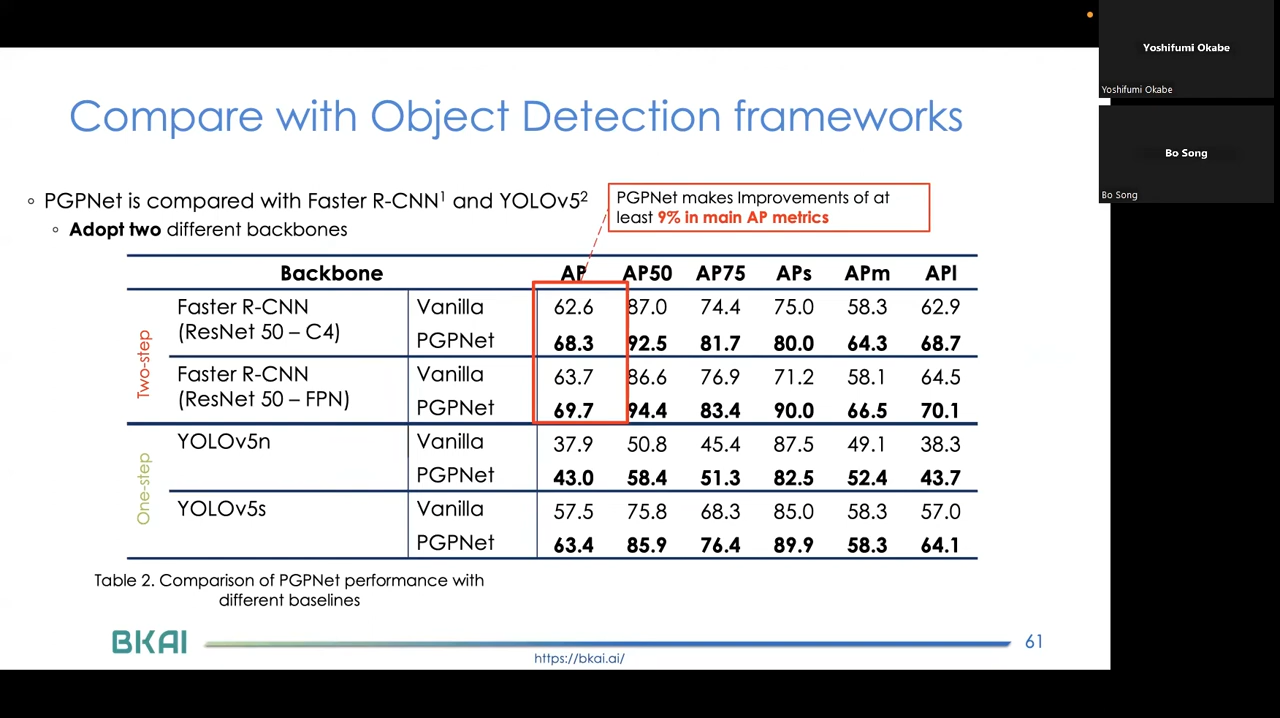 Compare with Object Detection frameworks
◦ PGPNet is compared with Faster R-CNN¹ and YOLOv5²
◦ Adopt two different backbones
PGPNet makes Improvements of at
least 9% in main AP metrics
Backbone AP AP50 AP75 APs APm APl
Two-step
Faster R-CNN Vanilla 62.6 87.0 74.4 75.0 58.3 62.9
(ResNet 50 – C4) PGPNet 68.3 92.5 81.7 80.0 64.3 68.7
Faster R-CNN Vanilla 63.7 86.6 76.9 71.2 58.1 64.5
(ResNet 50 – FPN) PGPNet 69.7 94.4 83.4 90.0 66.5 70.1
One-step
YOLOv5n Vanilla 37.9 50.8 45.4 87.5 49.1 38.3
PGPNet 43.0 58.4 51.3 82.5 52.4 43.7
YOLOv5s Vanilla 57.5 75.8 68.3 85.0 58.3 57.0
PGPNet 63.4 85.9 76.4 89.9 58.3 64.1
Table 2. Comparison of PGPNet performance with
different baselines
BKAI
https://bkai.ai/
61
Yoshifumi Okabe
Yoshifumi Okabe
Bo Song
Bo Song